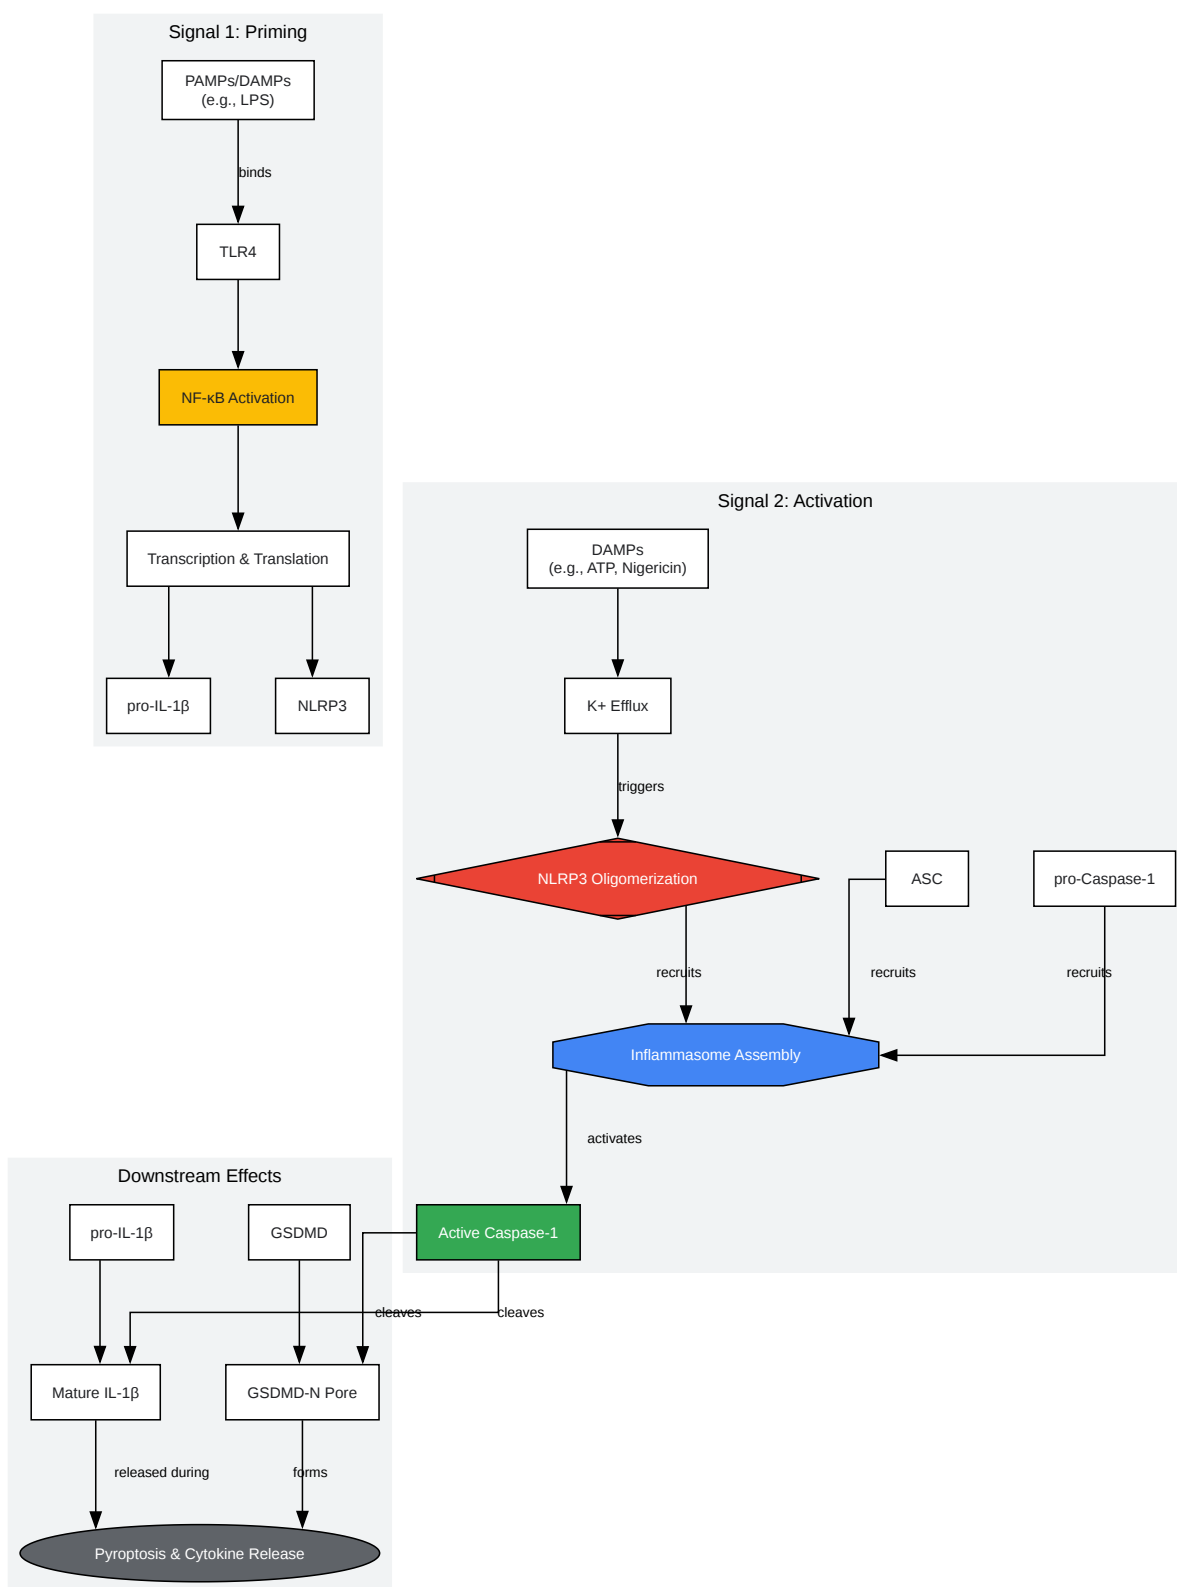 Signal 1: Priming
PAMPs/DAMPs
(e.g., LPS)
binds
TLR4
NF-κB Activation
Transcription & Translation
pro-IL-1β
NLRP3
Signal 2: Activation
DAMPs
(e.g., ATP, Nigericin)
K+ Efflux
triggers
NLRP3 Oligomerization
ASC
pro-Caspase-1
recruits
recruits
recruits
Inflammasome Assembly
activates
Active Caspase-1
Downstream Effects
pro-IL-1β
GSDMD
cleaves
cleaves
Mature IL-1β
GSDMD-N Pore
released during
forms
Pyroptosis & Cytokine Release